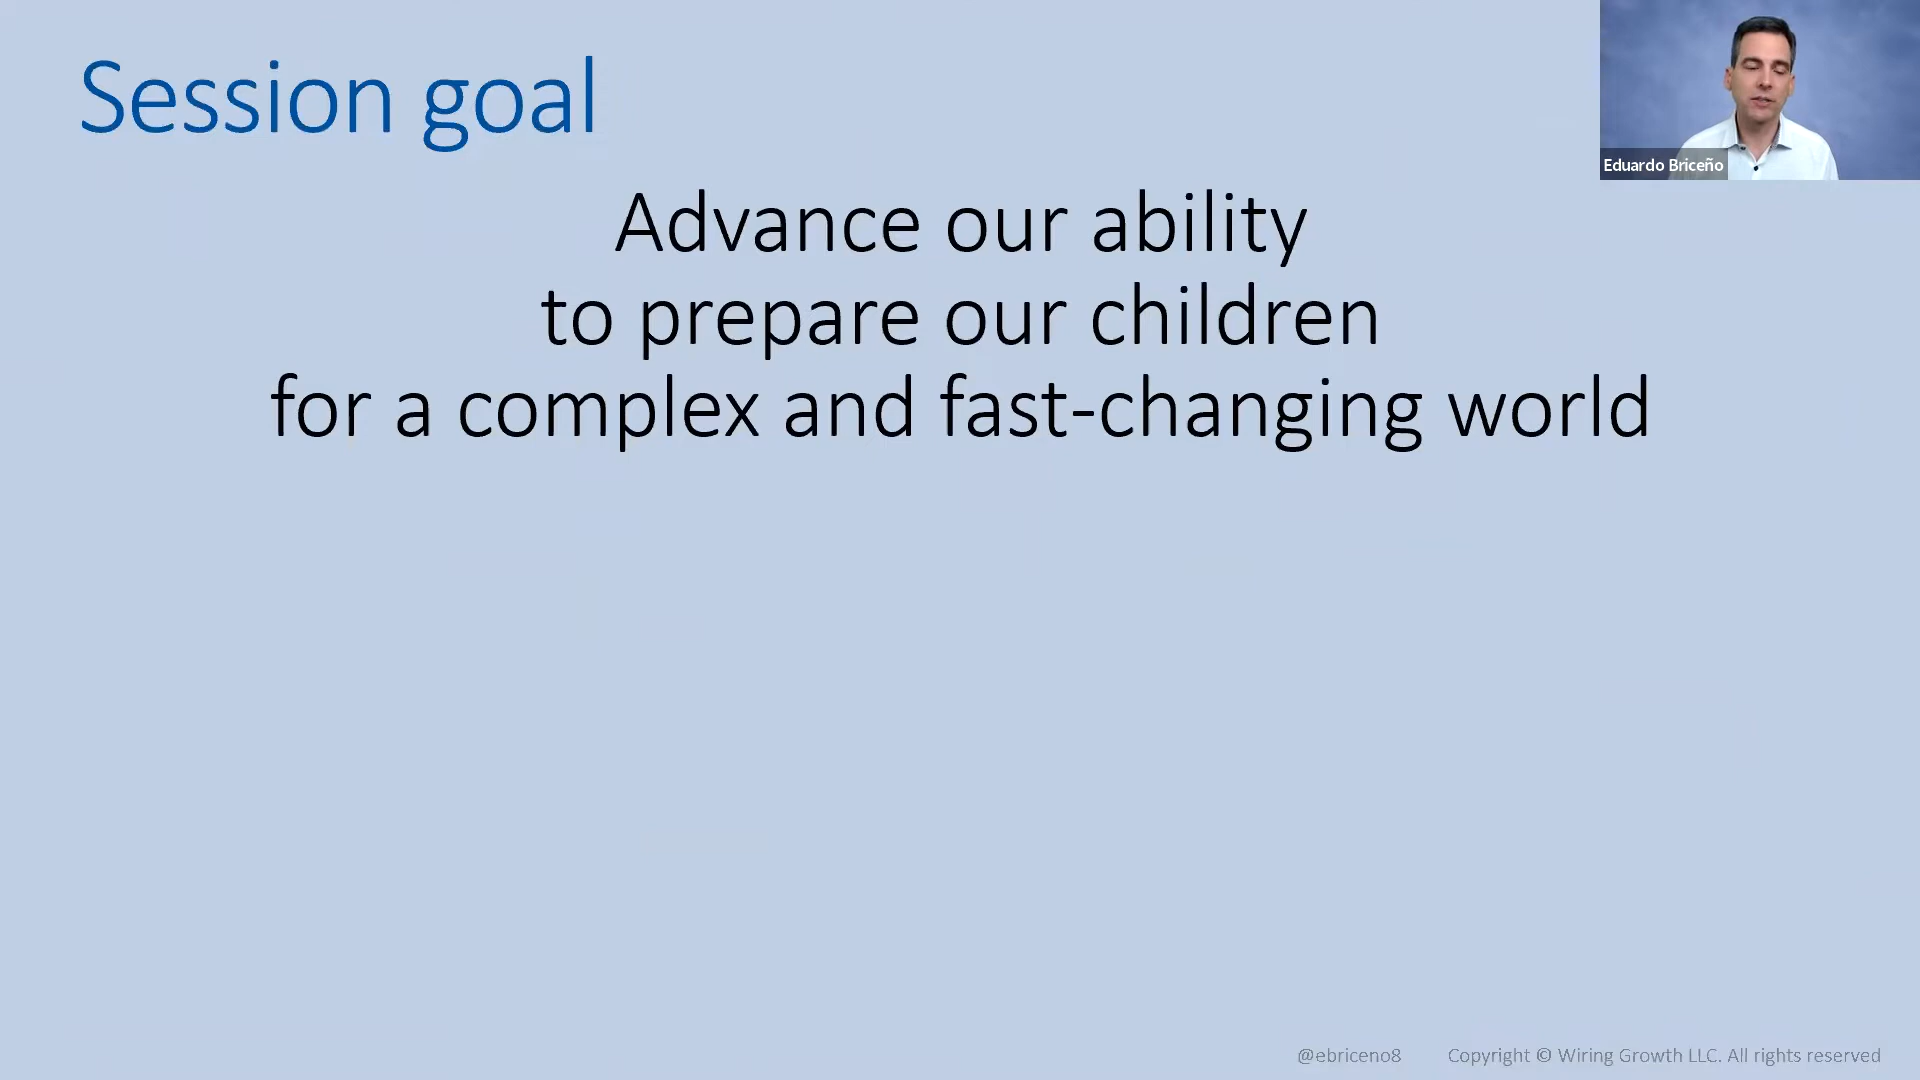 Session goal
Eduardo Briceño
Advance our ability
to prepare our children
for a complex and fast-changing world
@ebriceno8
Copyright © Wiring Growth LLC. All rights reserved